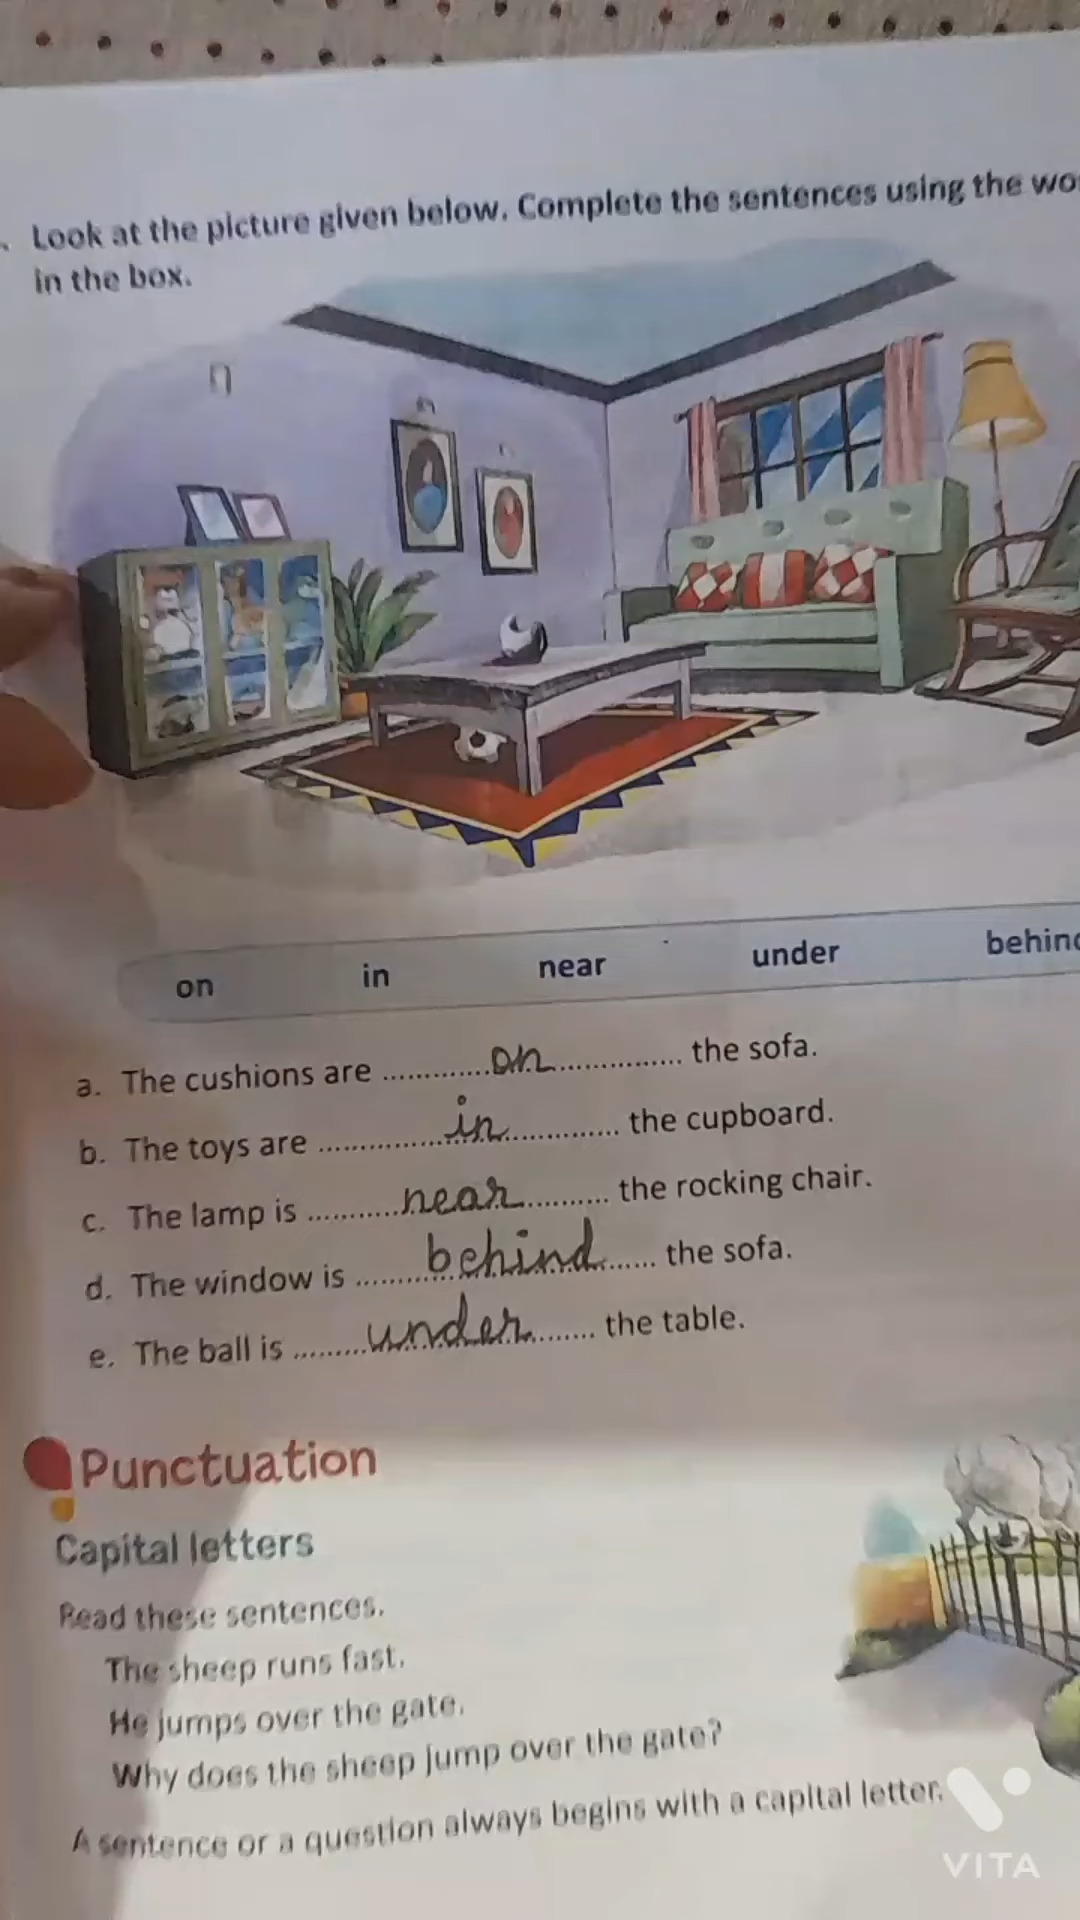 Look at the picture given below. Complete the sentences using the
in the box.
on in near under behind
a. The cushions are ............on............... the sofa.
b. The toys are ...............in............... the cupboard.
c. The lamp is ...........near........... the rocking chair.
d. The window is ..........behind...... the sofa.
e. The ball is .........under......... the table.
Punctuation
Capital letters
Read these sentences.
The sheep runs fast.
He jumps over the gate.
Why does the sheep jump over the gate?
A sentence or a question always begins with a capital letter.
VITA